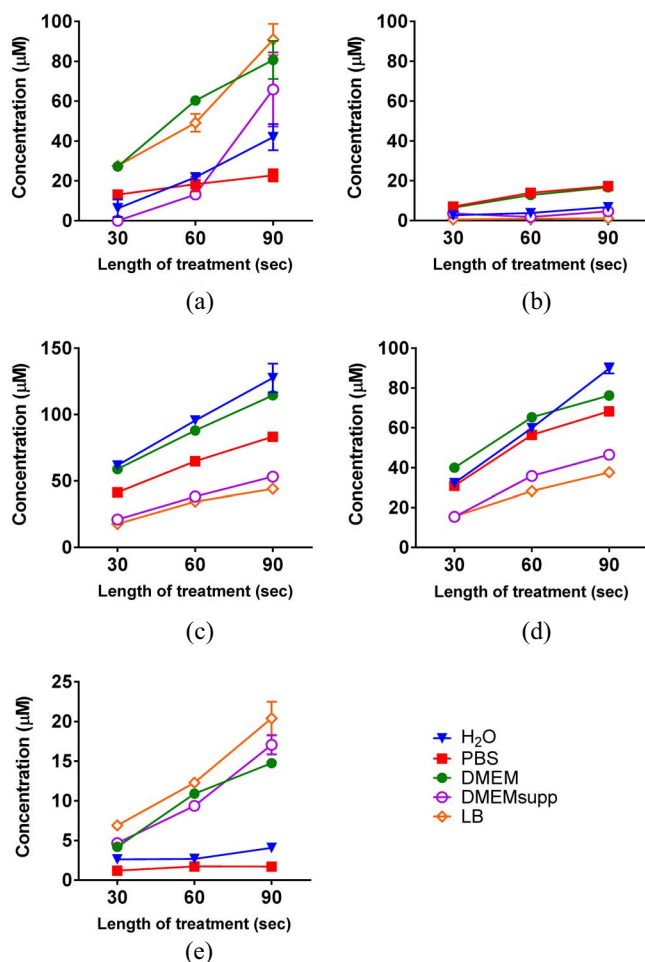 100
80
60
40
20
0
Concentration (μM)
30 60 90
Length of treatment (sec)
(a)
100
80
60
40
20
0
Concentration (μM)
30 60 90
Length of treatment (sec)
(b)
150
100
50
0
Concentration (μM)
30 60 90
Length of treatment (sec)
(c)
100
80
60
40
20
0
Concentration (μM)
30 60 90
Length of treatment (sec)
(d)
25
20
15
10
5
0
Concentration (μM)
30 60 90
Length of treatment (sec)
(e)
H₂O
PBS
DMEM
DMEMsupp
LB